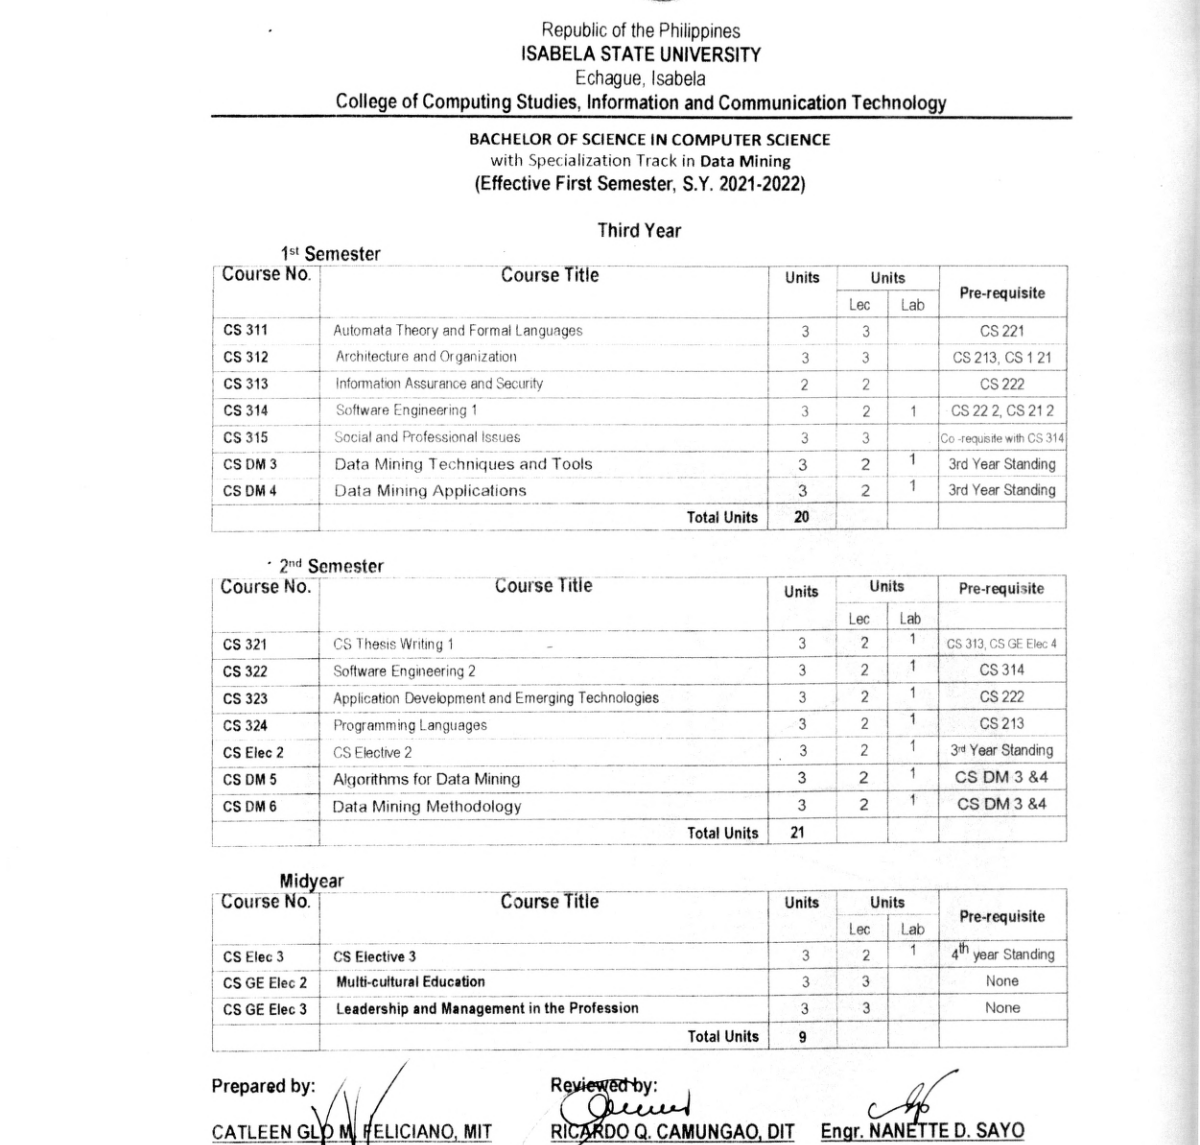 Republic of the Philippines
ISABELA STATE UNIVERSITY
Echague, Isabela
College of Computing Studies, Information and Communication Technology
BACHELOR OF SCIENCE IN COMPUTER SCIENCE
with Specialization Track in Data Mining
(Effective First Semester, S.Y. 2021-2022)
Third Year
1st Semester
Course No. Course Title Units Units Pre-requisite
Lec Lab
CS 311 Automata Theory and Formal Languages 3 3 CS 221
CS 312 Architecture and Organization 3 3 CS 213, CS 1 21
CS 313 Information Assurance and Security 2 2 CS 222
CS 314 Software Engineering 1 3 2 1 CS 22 2, CS 21 2
CS 315 Social and Professional Issues 3 3 Co -requisite with CS 314
CS DM 3 Data Mining Techniques and Tools 3 2 1 3rd Year Standing
CS DM 4 Data Mining Applications 3 2 1 3rd Year Standing
Total Units 20
2nd Semester
Course No. Course Title Units Units Pre-requisite
Lec Lab
CS 321 CS Thesis Writing 1 3 2 1 CS 313, CS GE Elec 4
CS 322 Software Engineering 2 3 2 1 CS 314
CS 323 Application Development and Emerging Technologies 3 2 1 CS 222
CS 324 Programming Languages 3 2 1 CS 213
CS Elec 2 CS Elective 2 3 2 1 3rd Year Standing
CS DM 5 Algorithms for Data Mining 3 2 1 CS DM 3 &4
CS DM 6 Data Mining Methodology 3 2 1 CS DM 3 &4
Total Units 21
Midyear
Course No. Course Title Units Units Pre-requisite
Lec Lab
CS Elec 3 CS Elective 3 3 2 1 4th year Standing
CS GE Elec 2 Multi-cultural Education 3 3 None
CS GE Elec 3 Leadership and Management in the Profession 3 3 None
Total Units 9
Prepared by: Reviewed by:
CATLEEN GLO M. FELICIANO, MIT RICARDO Q. CAMUNGAO, DIT Engr. NANETTE D. SAYO